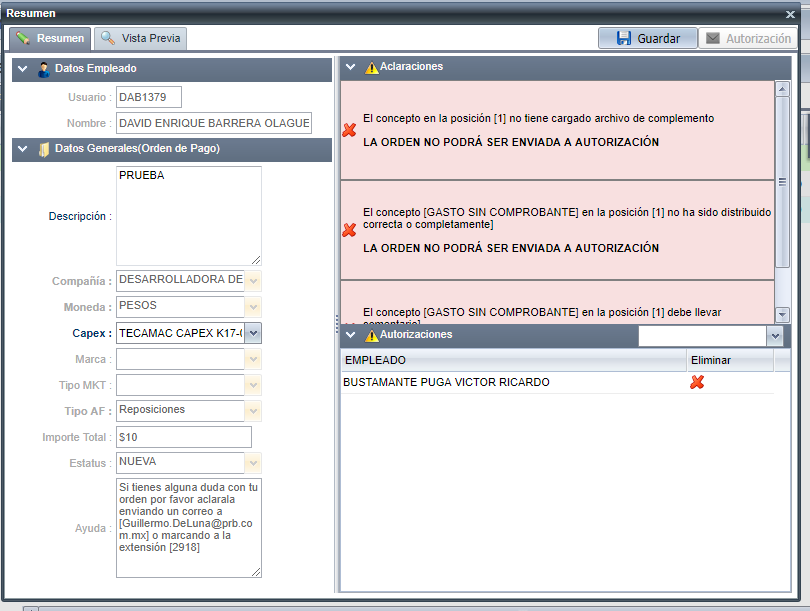 Resumen
Resumen
Vista Previa
Guardar
Autorización
Datos Empleado
Usuario :
DAB1379
Nombre :
DAVID ENRIQUE BARRERA OLAGUE
Datos Generales(Orden de Pago)
Descripción :
PRUEBA
Compañía :
DESARROLLADORA DE
Moneda :
PESOS
Capex :
TECAMAC CAPEX K17-
Marca :
Tipo MKT :
Tipo AF :
Reposiciones
Importe Total :
$10
Estatus :
NUEVA
Ayuda :
Si tienes alguna duda con tu
orden por favor aclarala
enviando un correo a
[Guillermo.DeLuna@prb.co
m.mx] o marcando a la
extensión [2918]
Aclaraciones
El concepto en la posición [1] no tiene cargado archivo de complemento
LA ORDEN NO PODRÁ SER ENVIADA A AUTORIZACIÓN
El concepto [GASTO SIN COMPROBANTE] en la posición [1] no ha sido distribuido
correcta o completamente]
LA ORDEN NO PODRÁ SER ENVIADA A AUTORIZACIÓN
El concepto [GASTO SIN COMPROBANTE] en la posición [1] debe llevar
comentario]
Autorizaciones
EMPLEADO
Eliminar
BUSTAMANTE PUGA VICTOR RICARDO